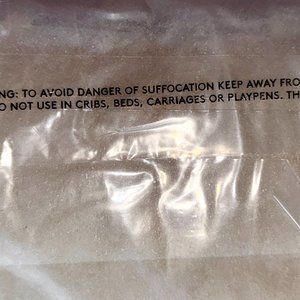 NG: TO AVOID DANGER OF SUFFOCATION KEEP AWAY FRO
O NOT USE IN CRIBS, BEDS, CARRIAGES OR PLAYPENS. TH